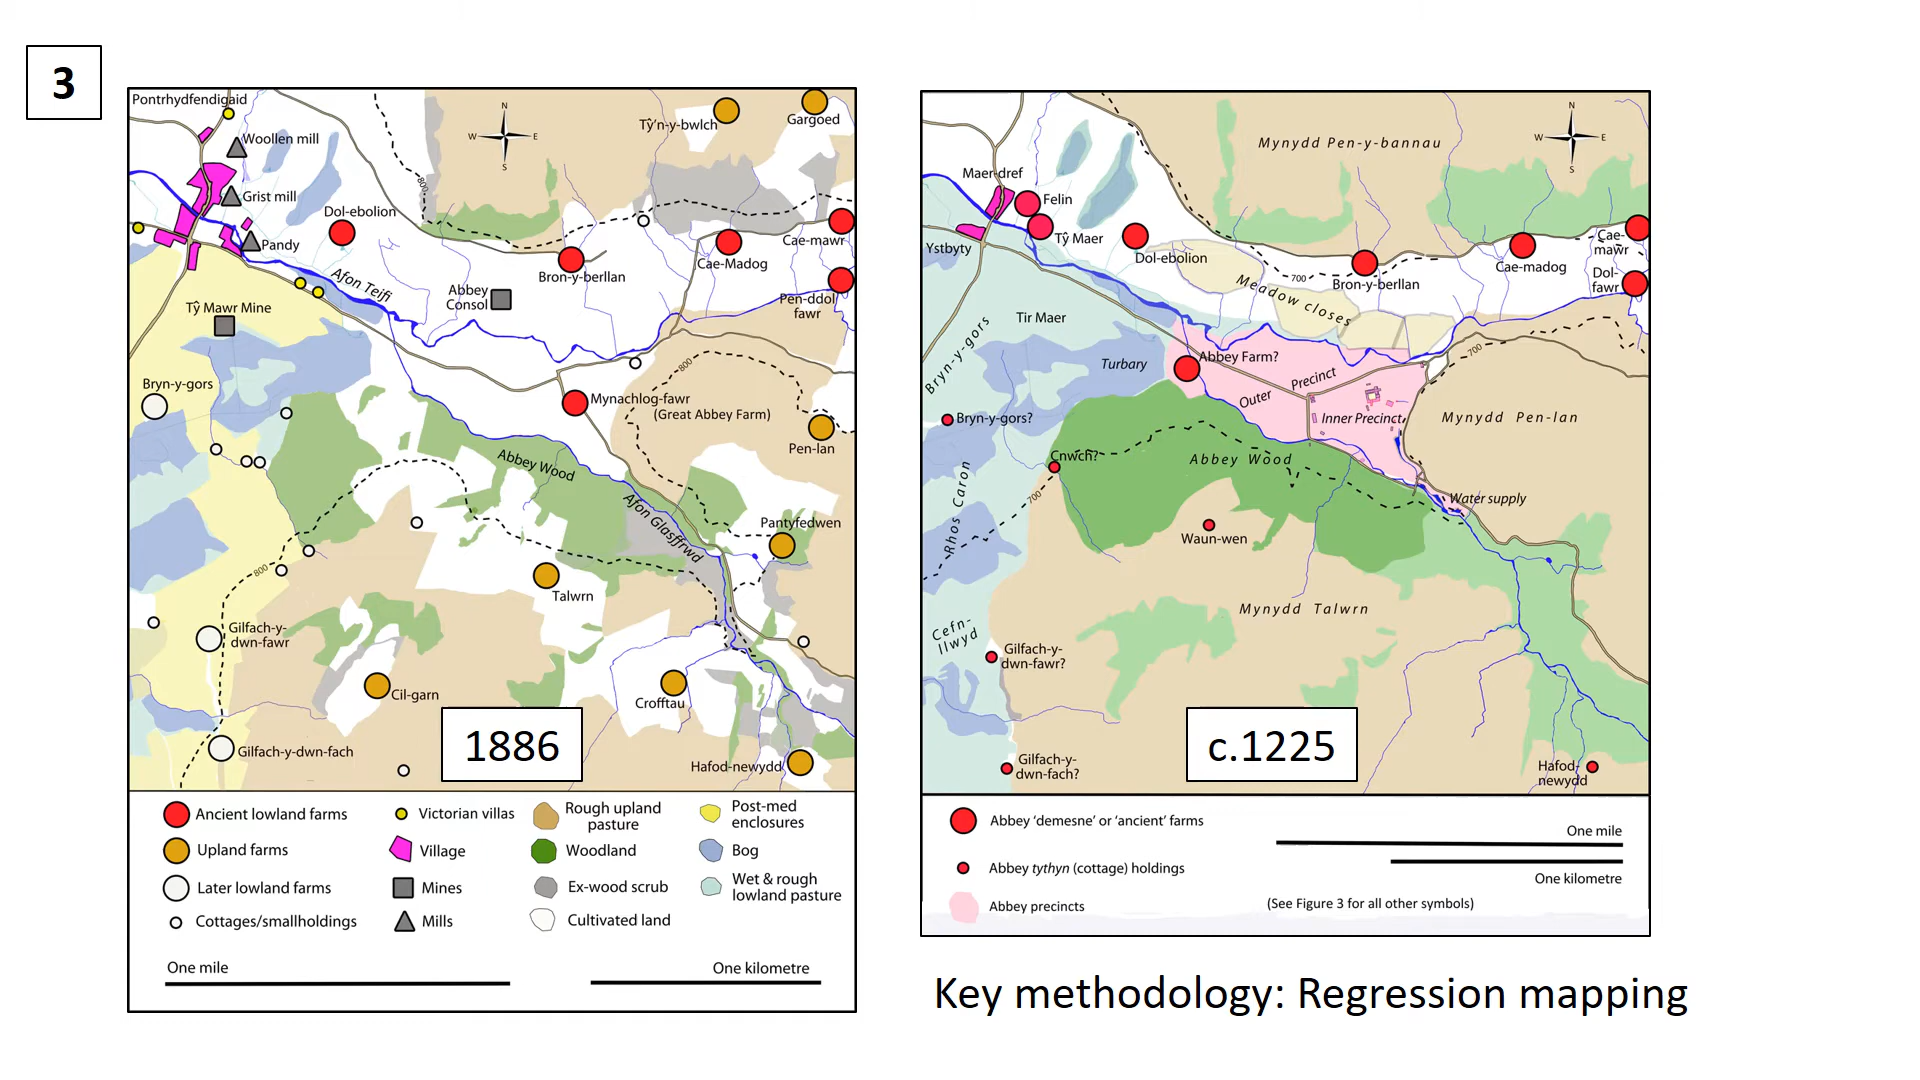 3
Pontrhydfendigaid
Woollen mill
Grist mill
Pandy
Dol-ebolion
Afon Teifi
Tŷ Mawr Mine
Bryn-y-gors
800
N
W E
S
Tŷ'n-y-bwlch
Gargoed
Cae-mawr
Cae-Madog
Bron-y-berllan
Abbey
Consol
Pen-ddol
fawr
800
Mynachlog-fawr
(Great Abbey Farm)
Pen-lan
Abbey Wood
Afon Glasffrwd
Pantyfedwen
Talwrn
800
Gilfach-y-
dwn-fawr
Cil-garn
Crofftau
Gilfach-y-dwn-fach
Hafod-newydd
1886
Ancient lowland farms
Upland farms
Later lowland farms
Cottages/smallholdings
Victorian villas
Village
Mines
Mills
Rough upland
pasture
Woodland
Ex-wood scrub
Cultivated land
Post-med
enclosures
Bog
Wet & rough
lowland pasture
One mile
One kilometre
Mynydd Pen-y-bannau
N
W E
S
Maer-dref
Felin
Tŷ Maer
Ystbyty
Dol-ebolion
Meadow closes
700
Bron-y-berllan
Cae-madog
Cae-
mawr
Dol-
fawr
Tir Maer
Bryn-y-gors
Turbary
Abbey Farm?
Precinct
Outer
Inner Precinct
700
Mynydd Pen-lan
Bryn-y-gors?
Cnwch?
700
Abbey Wood
Water supply
Rhos Caron
Waun-wen
Mynydd Talwrn
Cefn-
llwyd
Gilfach-y-
dwn-fawr?
Gilfach-y-
dwn-fach?
Hafod-
newydd
c.1225
Abbey 'demesne' or 'ancient' farms
Abbey tythyn (cottage) holdings
Abbey precincts
One mile
One kilometre
(See Figure 3 for all other symbols)
Key methodology: Regression mapping